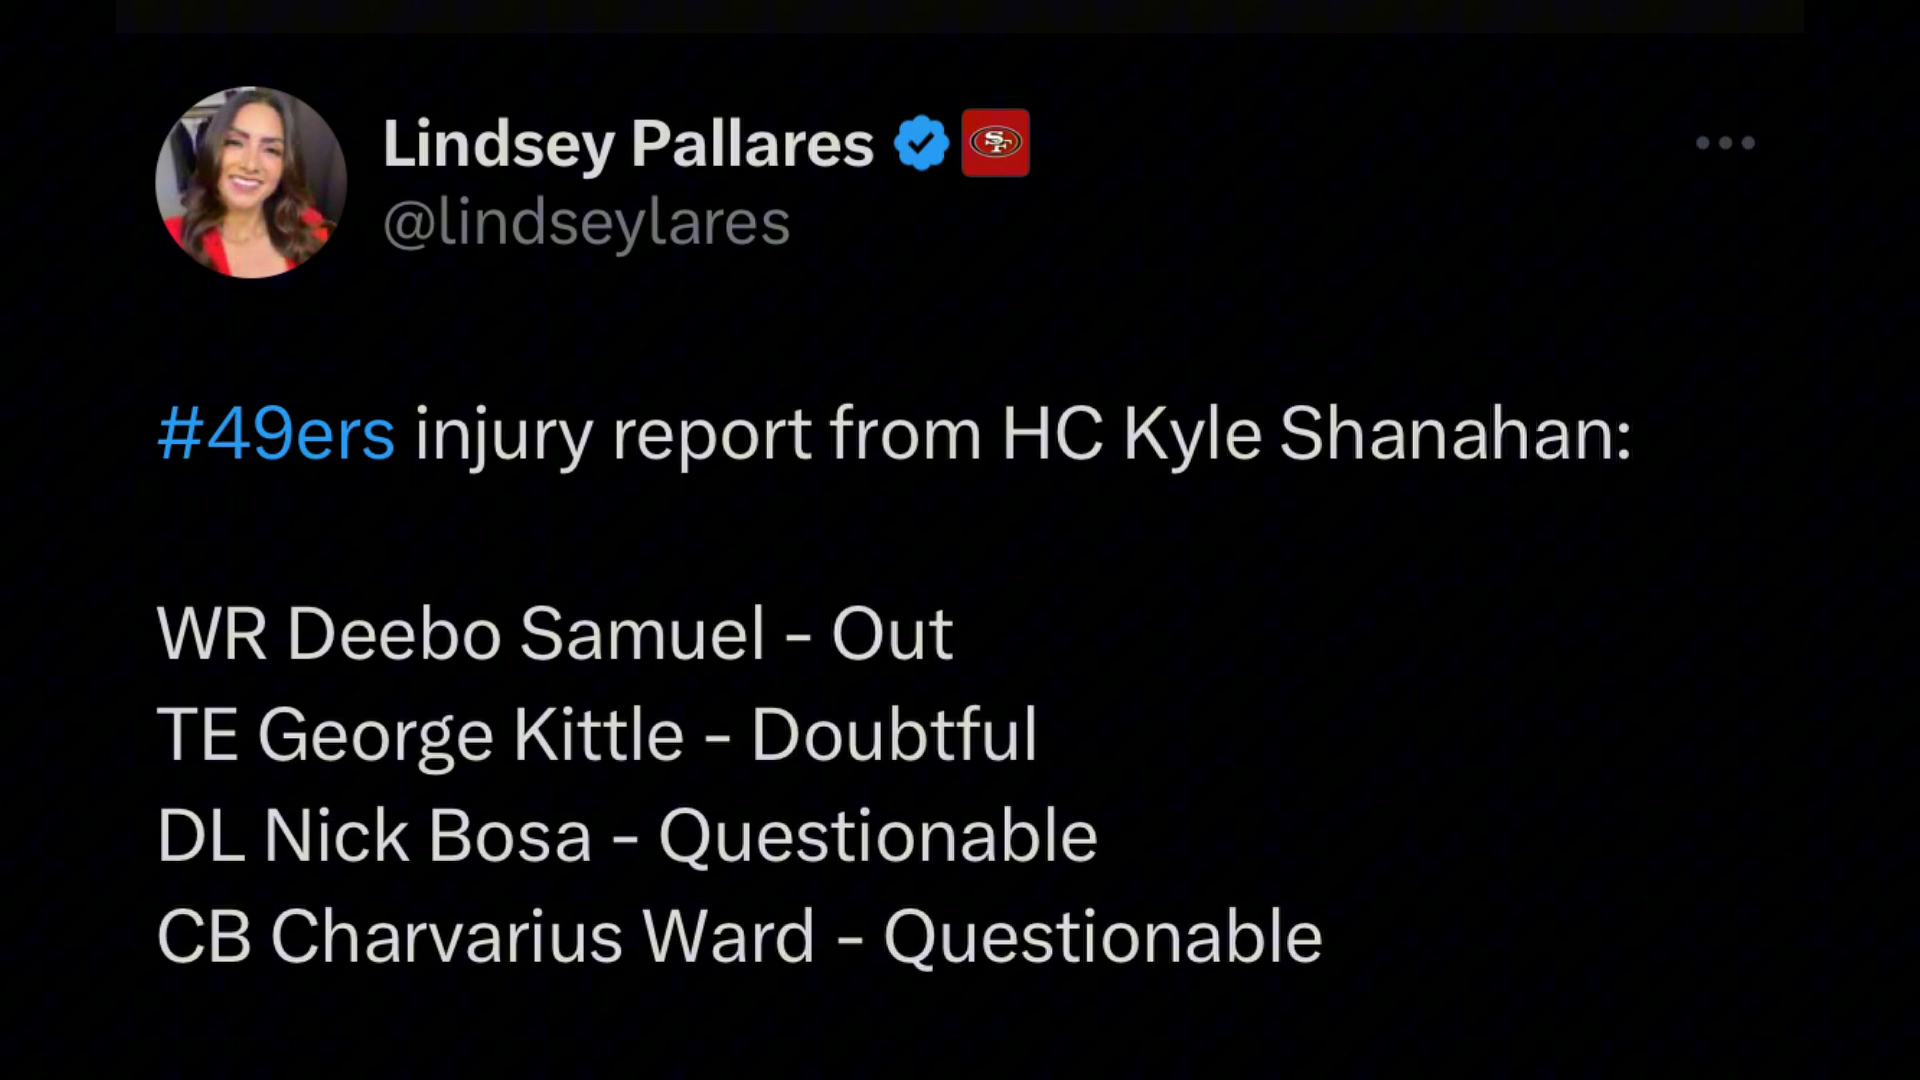 Lindsey Pallares
SF
@lindseylares
#49ers injury report from HC Kyle Shanahan:
WR Deebo Samuel - Out
TE George Kittle - Doubtful
DL Nick Bosa - Questionable
CB Charvarius Ward - Questionable